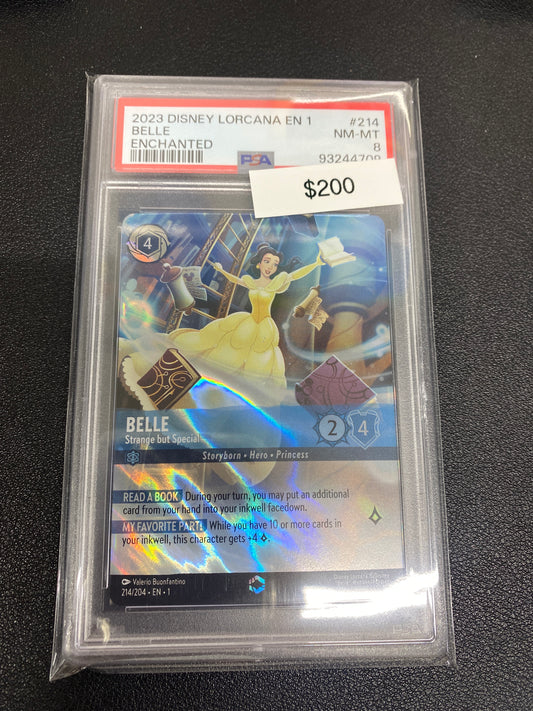 2023 DISNEY LORCANA EN 1
#214
BELLE
NM-MT
ENCHANTED
8
PSA
93244709
$200
4
BELLE
Strange but Special
2
4
Storyborn • Hero • Princess
READ A BOOK During your turn, you may put an additional
card from your hand into your inkwell facedown.
MY FAVORITE PART! While you have 10 or more cards in
your inkwell, this character gets +4
Valerio Buonfantino
214/204 • EN • 1